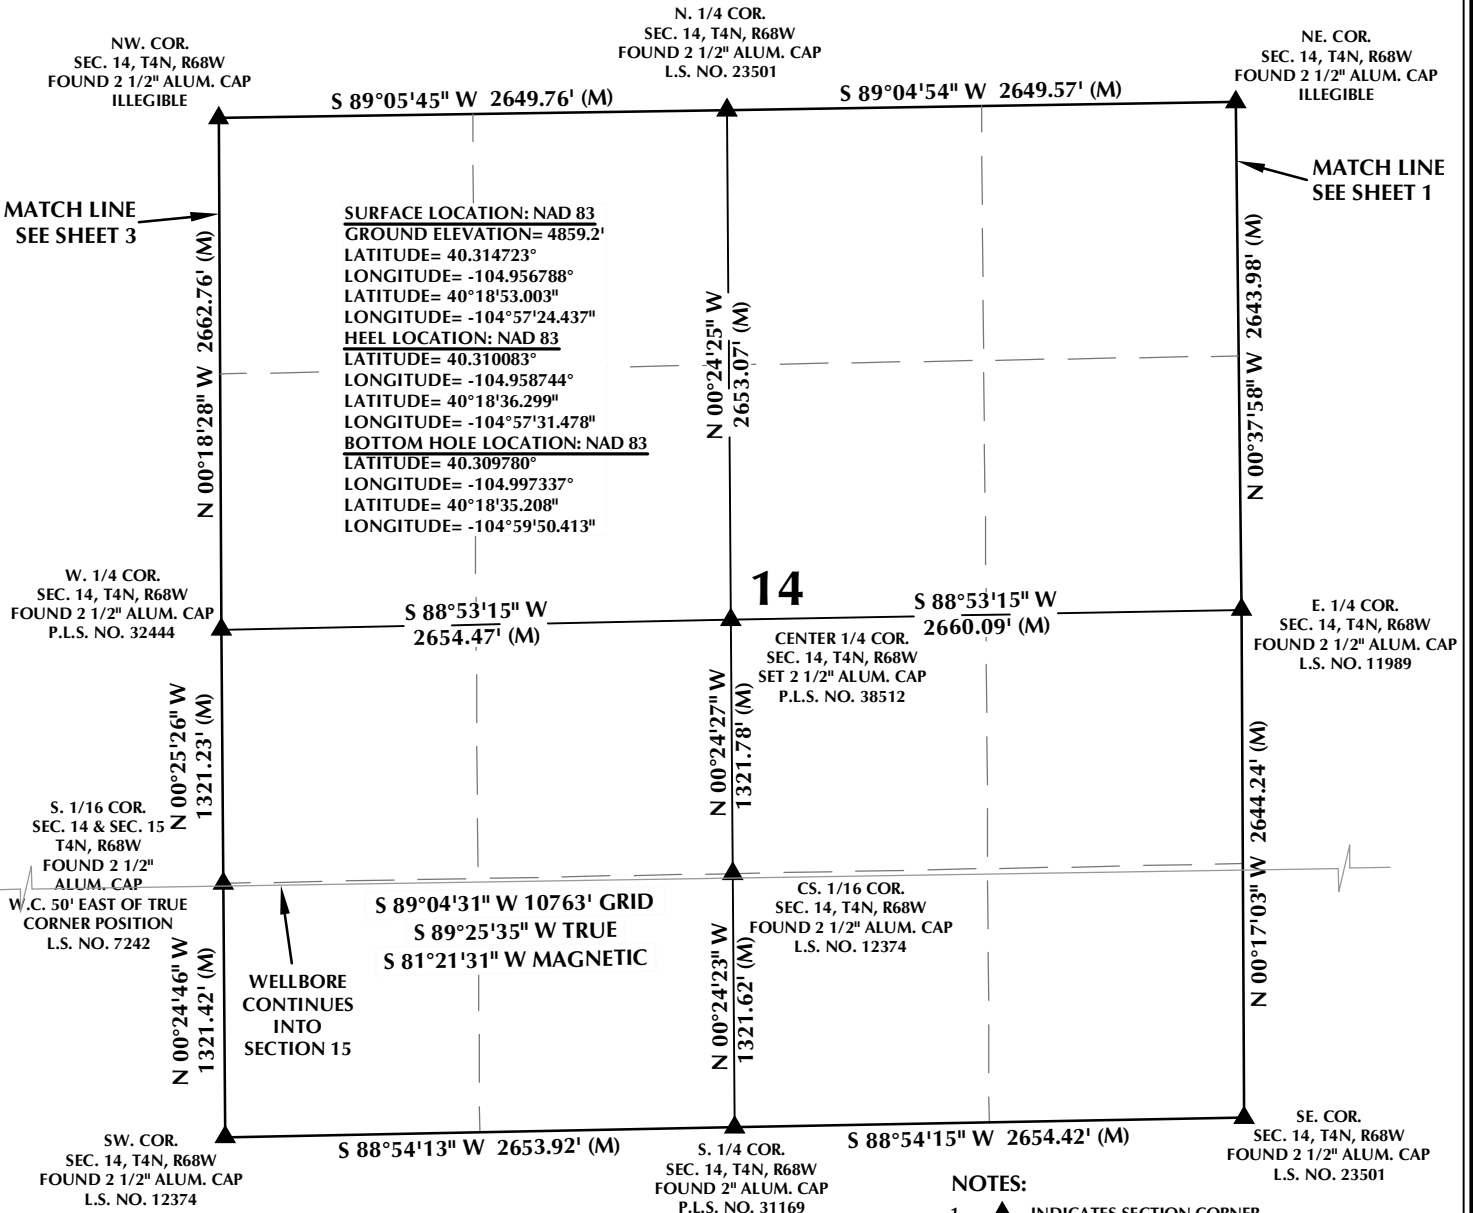 N. 1/4 COR.
SEC. 14, T4N, R68W
FOUND 2 1/2" ALUM. CAP
L.S. NO. 23501
NW. COR.
SEC. 14, T4N, R68W
FOUND 2 1/2" ALUM. CAP
ILLEGIBLE
NE. COR.
SEC. 14, T4N, R68W
FOUND 2 1/2" ALUM. CAP
ILLEGIBLE
S 89°05'45" W 2649.76' (M)
S 89°04'54" W 2649.57' (M)
MATCH LINE
SEE SHEET 3
MATCH LINE
SEE SHEET 1
SURFACE LOCATION: NAD 83
GROUND ELEVATION= 4859.2'
LATITUDE= 40.314723°
LONGITUDE= -104.956788°
LATITUDE= 40°18'53.003"
LONGITUDE= -104°57'24.437"
HEEL LOCATION: NAD 83
LATITUDE= 40.310083°
LONGITUDE= -104.958744°
LATITUDE= 40°18'36.299"
LONGITUDE= -104°57'31.478"
BOTTOM HOLE LOCATION: NAD 83
LATITUDE= 40.309780°
LONGITUDE= -104.997337°
LATITUDE= 40°18'35.208"
LONGITUDE= -104°59'50.413"
N 00°18'28" W 2662.76' (M)
N 00°24'25" W
2653.07' (M)
N 00°37'58" W 2643.98' (M)
W. 1/4 COR.
SEC. 14, T4N, R68W
FOUND 2 1/2" ALUM. CAP
P.L.S. NO. 32444
S 88°53'15" W
2654.47' (M)
14
S 88°53'15" W
2660.09' (M)
CENTER 1/4 COR.
SEC. 14, T4N, R68W
SET 2 1/2" ALUM. CAP
P.L.S. NO. 38512
E. 1/4 COR.
SEC. 14, T4N, R68W
FOUND 2 1/2" ALUM. CAP
L.S. NO. 11989
N 00°25'26" W
1321.23' (M)
N 00°24'27" W
1321.78' (M)
N 00°17'03" W 2644.24' (M)
S. 1/16 COR.
SEC. 14 & SEC. 15
T4N, R68W
FOUND 2 1/2"
ALUM. CAP
W.C. 50' EAST OF TRUE
CORNER POSITION
L.S. NO. 7242
S 89°04'31" W 10763' GRID
S 89°25'35" W TRUE
S 81°21'31" W MAGNETIC
CS. 1/16 COR.
SEC. 14, T4N, R68W
FOUND 2 1/2" ALUM. CAP
L.S. NO. 12374
WELLBORE
CONTINUES
INTO
SECTION 15
N 00°24'46" W
1321.42' (M)
N 00°24'23" W
1321.62' (M)
SW. COR.
SEC. 14, T4N, R68W
FOUND 2 1/2" ALUM. CAP
L.S. NO. 12374
S 88°54'13" W 2653.92' (M)
S. 1/4 COR.
SEC. 14, T4N, R68W
FOUND 2" ALUM. CAP
P.L.S. NO. 31169
S 88°54'15" W 2654.42' (M)
SE. COR.
SEC. 14, T4N, R68W
FOUND 2 1/2" ALUM. CAP
L.S. NO. 23501
NOTES:
1. INDICATES SECTION CORNER